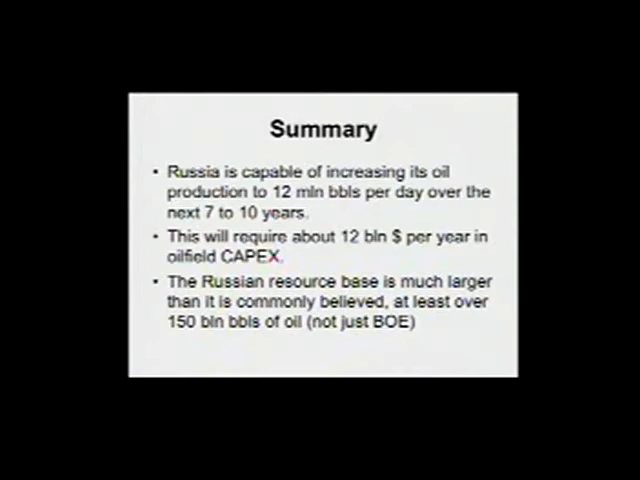 Summary
• Russia is capable of increasing its oil
production to 12 mln bbls per day over the
next 7 to 10 years.
• This will require about 12 bln $ per year in
oilfield CAPEX.
• The Russian resource base is much larger
than it is commonly believed, at least over
150 bln bbls of oil (not just BOE)